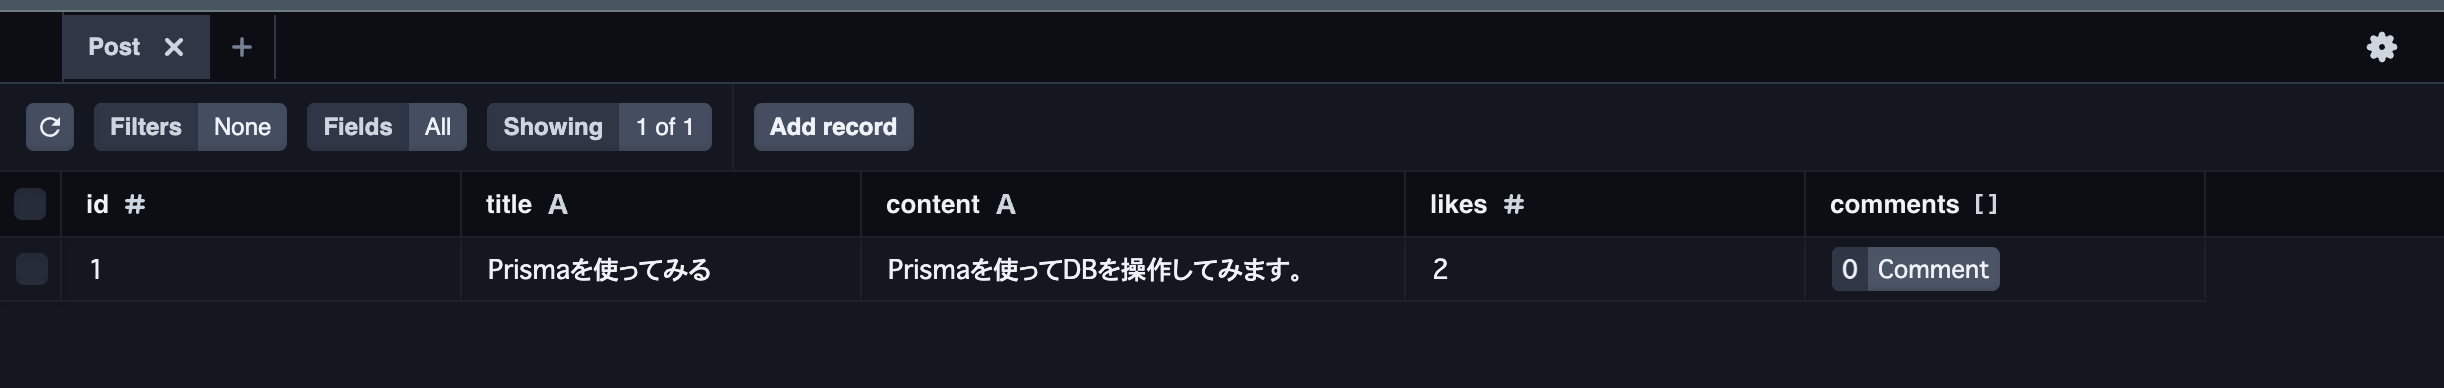 Post
Filters None Fields All Showing 1 of 1 Add record
id # title A content A likes # comments []
1 Prismaを使ってみる Prismaを使ってDBを操作してみます。 2 0 Comment